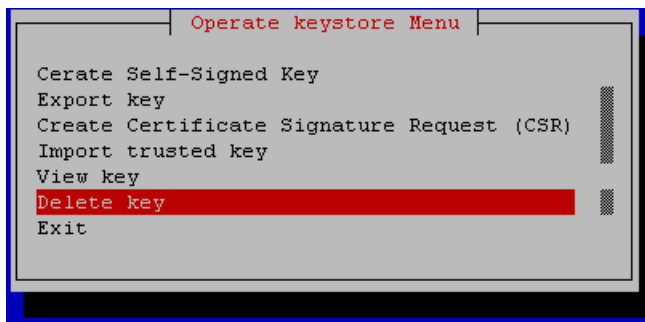 Operate keystore Menu
Cerate Self-Signed Key
Export key
Create Certificate Signature Request (CSR)
Import trusted key
View key
Delete key
Exit